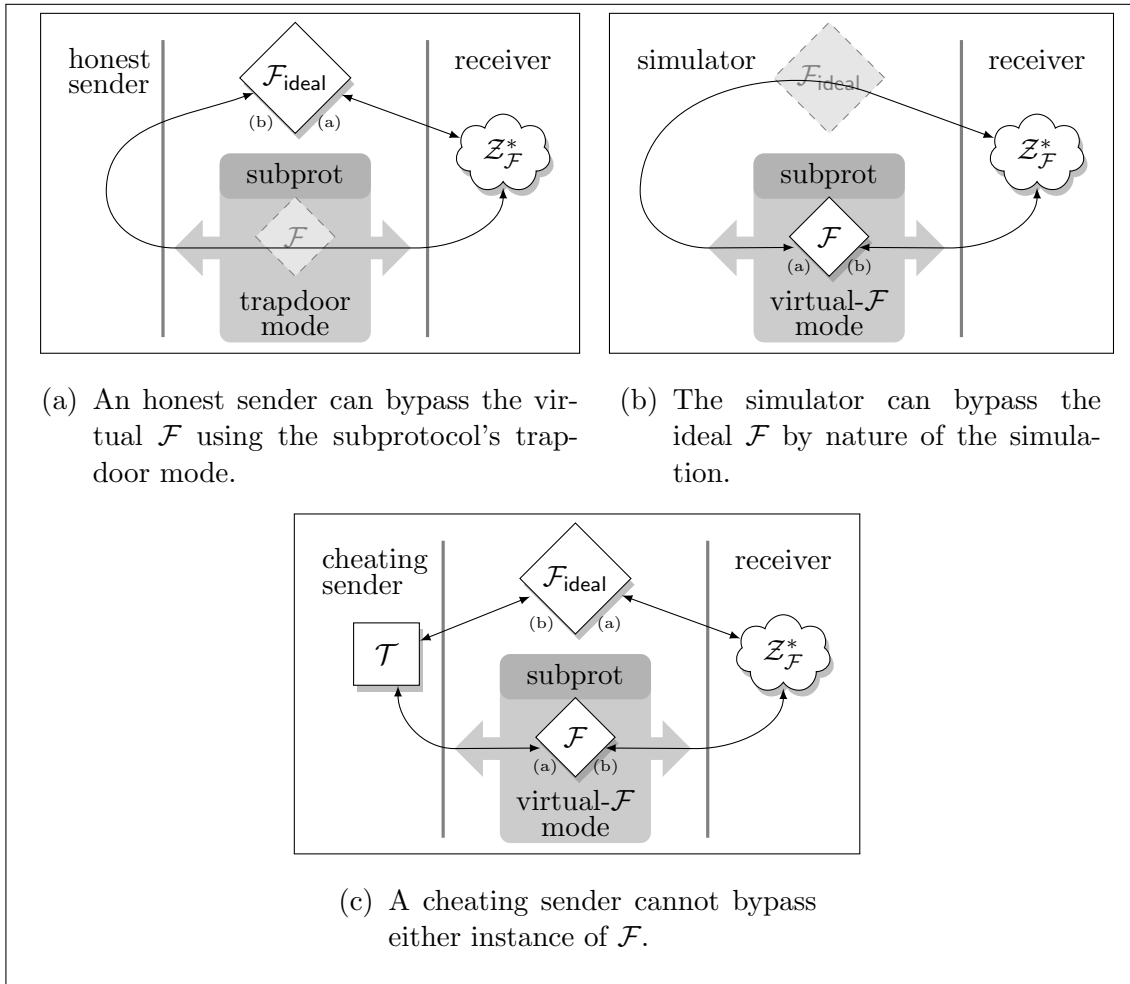 honest
sender
𝓕ideal
receiver
(b) (a)
𝓩*𝓕
subprot
𝓕
trapdoor
mode
simulator
𝓕ideal
receiver
𝓩*𝓕
subprot
𝓕
(a) (b)
virtual-𝓕
mode
(a) An honest sender can bypass the vir-
tual 𝓕 using the subprotocol's trap-
door mode.
(b) The simulator can bypass the
ideal 𝓕 by nature of the simula-
tion.
cheating
sender
𝓕ideal
receiver
(b) (a)
𝓣
𝓩*𝓕
subprot
𝓕
(a) (b)
virtual-𝓕
mode
(c) A cheating sender cannot bypass
either instance of 𝓕.